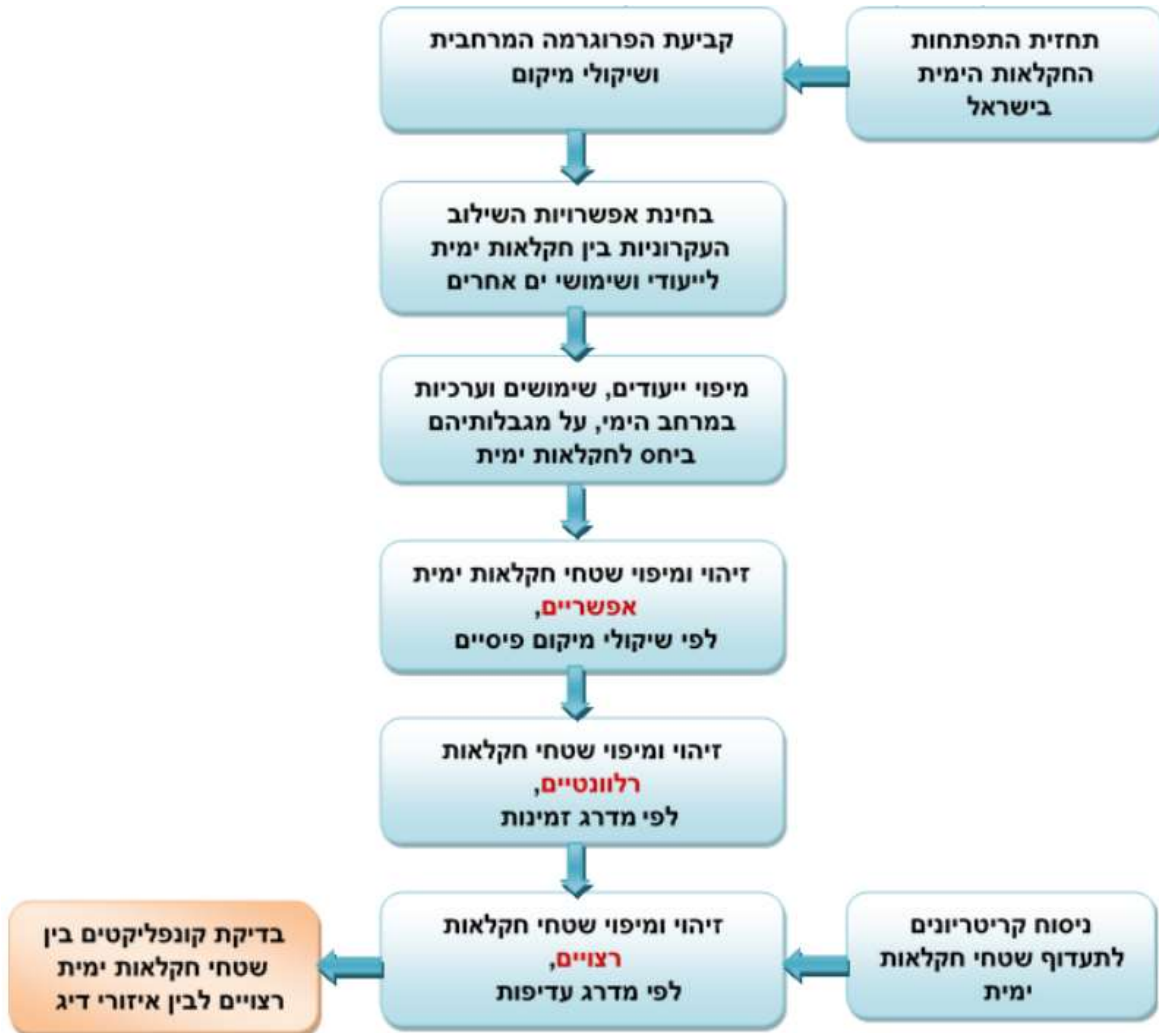 תחזית התפתחות
החקלאות הימית
בישראל
קביעת הפרוגרמה המרחבית
ושיקולי מיקום
בחינת אפשרויות השילוב
העקרוניות בין חקלאות ימית
לייעודי ושימושי ים אחרים
מיפוי ייעודים, שימושים וערכיות
במרחב הימי, על מגבלותיהם
ביחס לחקלאות ימית
זיהוי ומיפוי שטחי חקלאות ימית
אפשריים,
לפי שיקולי מיקום פיסיים
זיהוי ומיפוי שטחי חקלאות
רלוונטיים,
לפי מדרג זמינות
ניסוח קריטריונים
לתעדוף שטחי חקלאות
ימית
זיהוי ומיפוי שטחי חקלאות
רצויים,
לפי מדרג עדיפות
בדיקת קונפליקטים בין
שטחי חקלאות ימית
רצויים לבין איזורי דיג